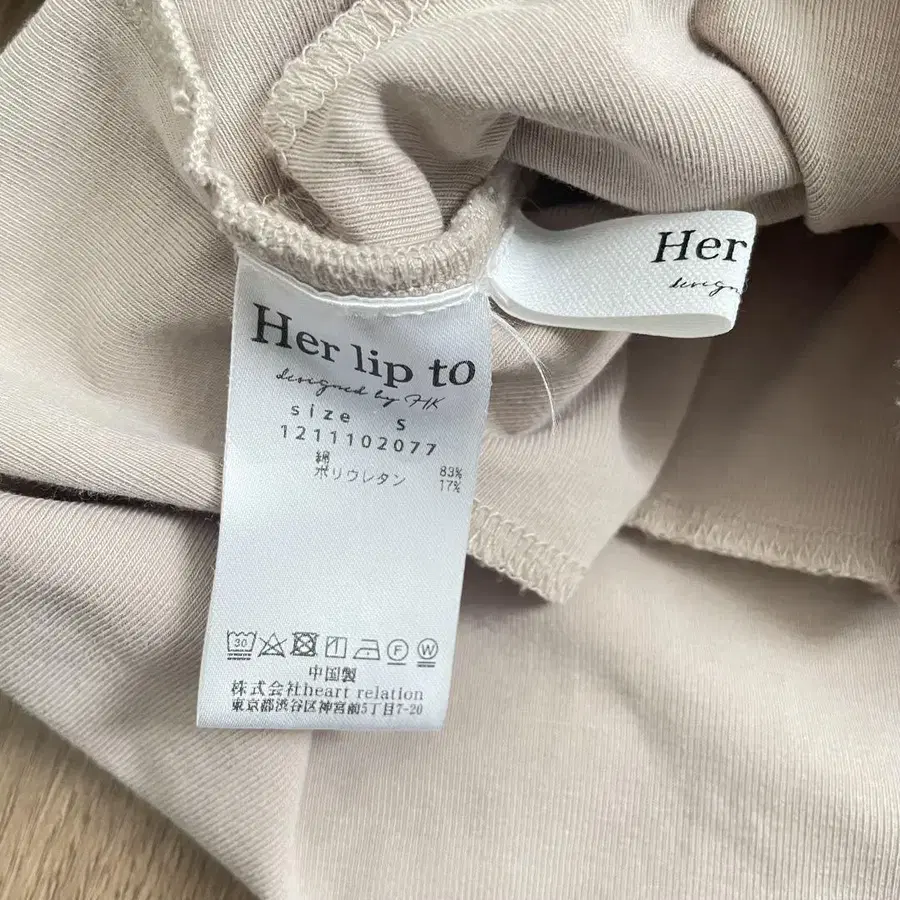 Her lip to
designed by HK
size S
1211102077
綿 83%
ポリウレタン 17%
30
F W
中国製
株式会社heart relation
東京都渋谷区神宮前5丁目7-20
Her
design